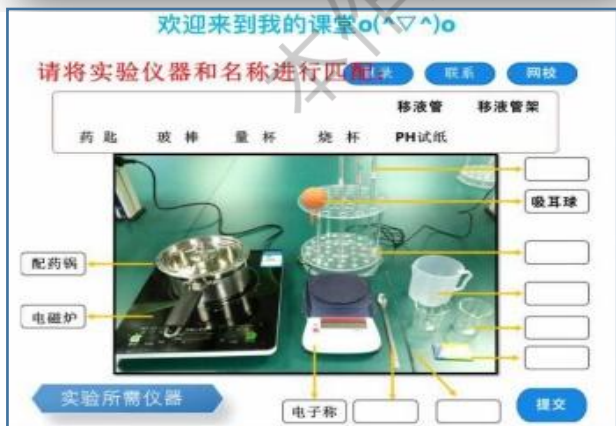 欢迎来到我的课堂o(^▽^)o
请将实验仪器和名称进行匹配。
联系 网校
移液管 移液管架
药匙 玻棒 量杯 烧杯 PH试纸
吸耳球
配药锅
电磁炉
实验所需仪器
电子称
提交